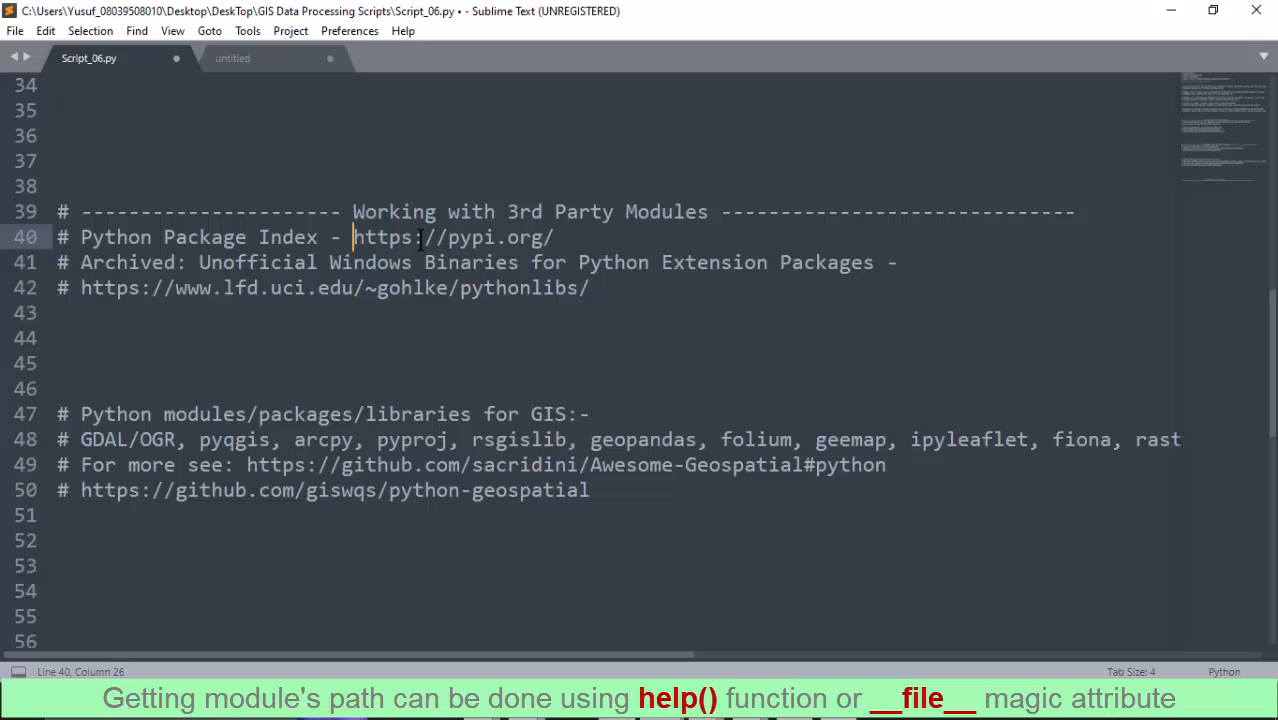 C:\Users\Yusuf_08039508010\Desktop\DeskTop\GIS Data Processing Scripts\Script_06.py • - Sublime Text (UNREGISTERED)
File Edit Selection Find View Goto Tools Project Preferences Help
Script_06.py untitled
34
35
36
37
38
39 # ---------------------- Working with 3rd Party Modules ------------------------------
40 # Python Package Index - https://pypi.org/
41 # Archived: Unofficial Windows Binaries for Python Extension Packages -
42 # https://www.lfd.uci.edu/~gohlke/pythonlibs/
43
44
45
46
47 # Python modules/packages/libraries for GIS:-
48 # GDAL/OGR, pyqgis, arcpy, pyproj, rsgislib, geopandas, folium, geemap, ipyleaflet, fiona, rast
49 # For more see: https://github.com/sacridini/Awesome-Geospatial#python
50 # https://github.com/giswqs/python-geospatial
51
52
53
54
55
56
Line 40, Column 26 Tab Size: 4 Python
Getting module's path can be done using help() function or __file__ magic attribute